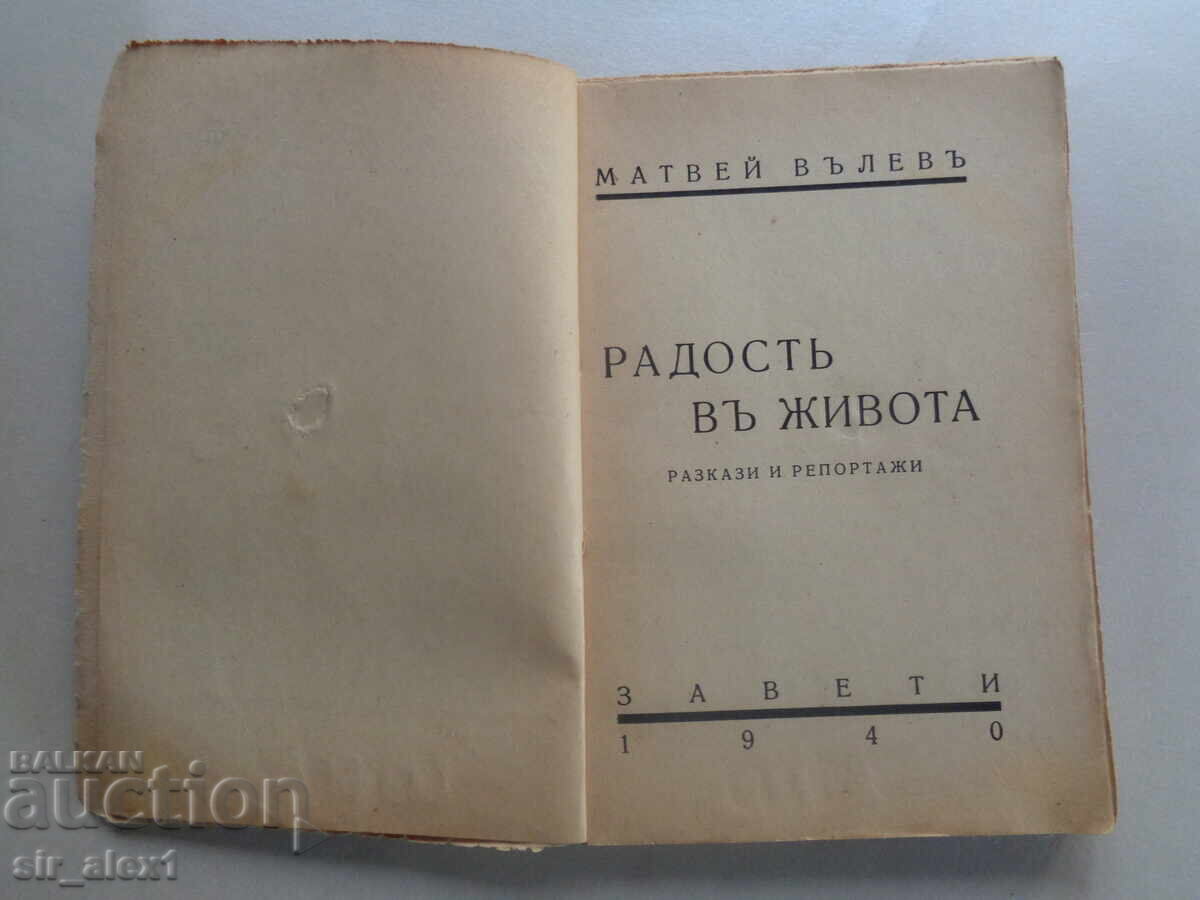 МАТВЕЙ ВЪЛЕВЪ
РАДОСТЬ
ВЪ ЖИВОТА
РАЗКАЗИ И РЕПОРТАЖИ
ЗАВЕТИ
1940
BALKAN
auction
sir_alex1